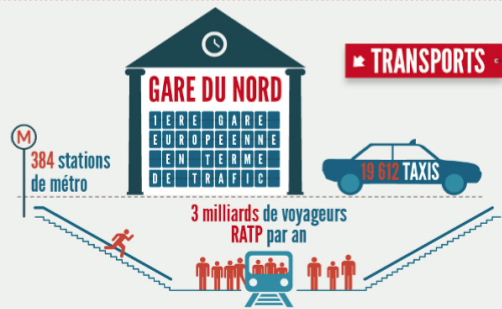 TRANSPORTS
GARE DU NORD
1ERE GARE
EUROPEENNE
EN TERME
DE TRAFIC
M
384 stations
de métro
19 612 TAXIS
3 milliards de voyageurs
RATP par an